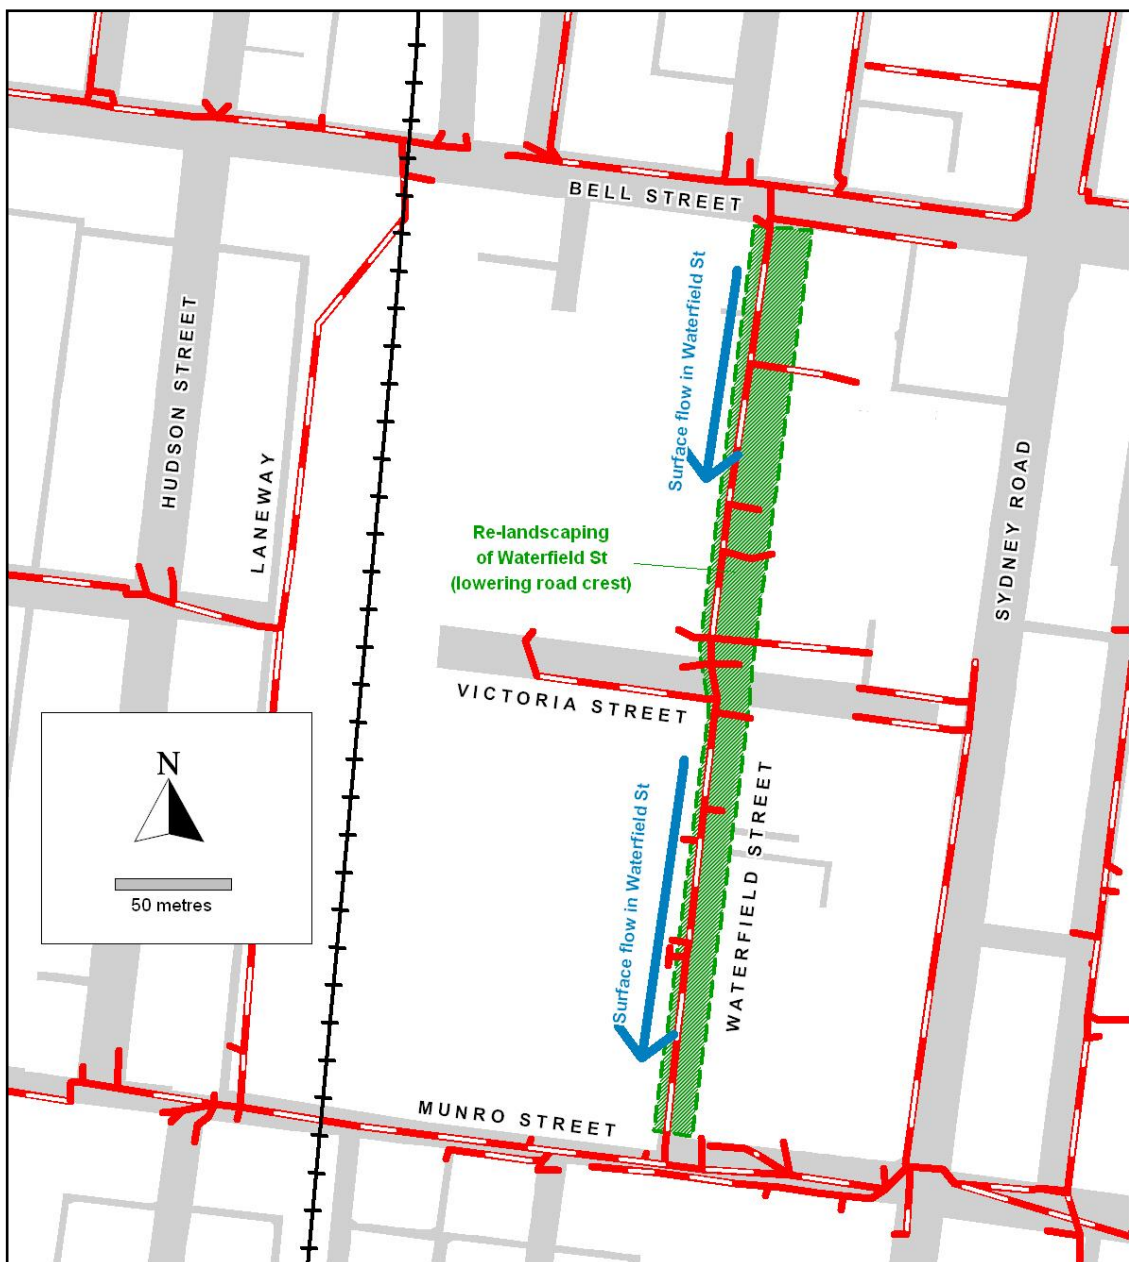 BELL STREET
Surface flow in Waterfield St
HUDSON STREET
LANEWAY
SYDNEY ROAD
Re-landscaping
of Waterfield St
(lowering road crest)
VICTORIA STREET
N
50 metres
Surface flow in Waterfield St
WATERFIELD STREET
MUNRO STREET